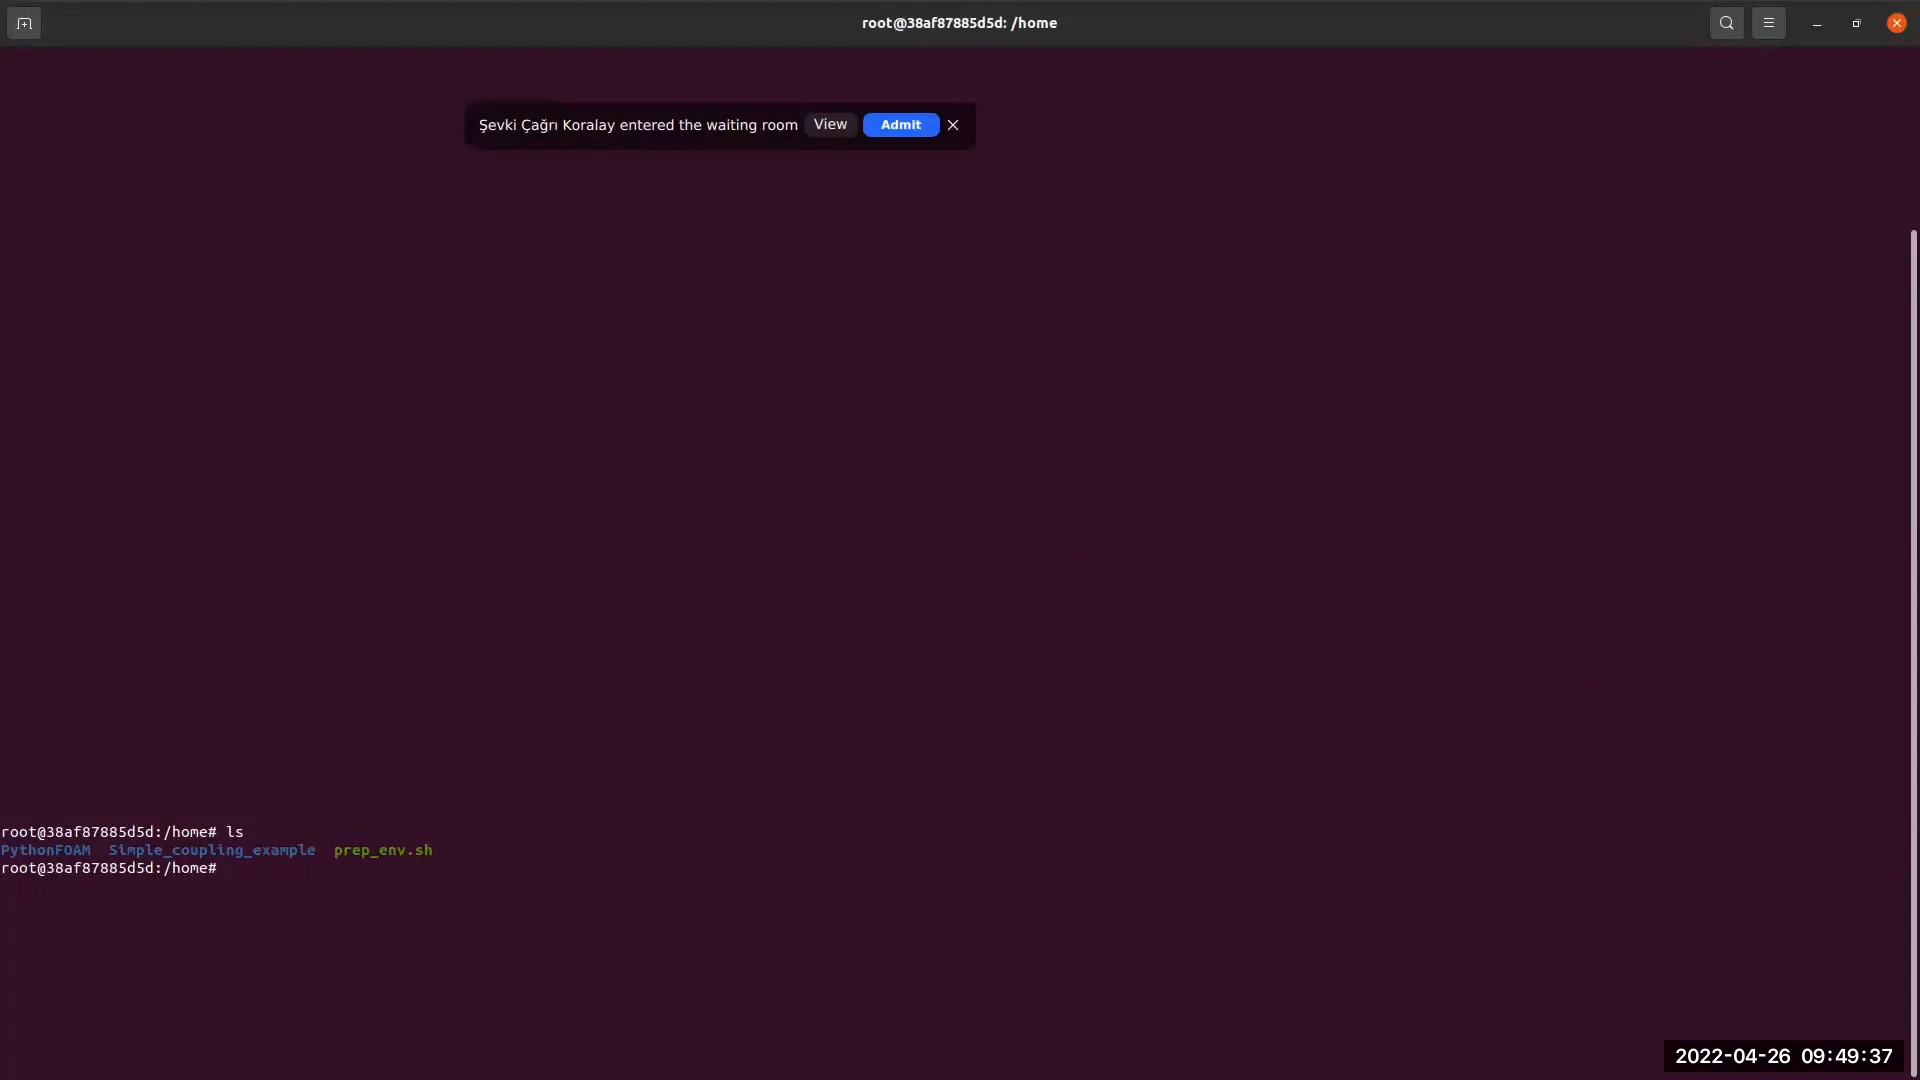 root@38af87885d5d: /home
Şevki Çağrı Koralay entered the waiting room View Admit
root@38af87885d5d:/home# ls
PythonFOAM Simple_coupling_example prep_env.sh
root@38af87885d5d:/home#
2022-04-26 09:49:37